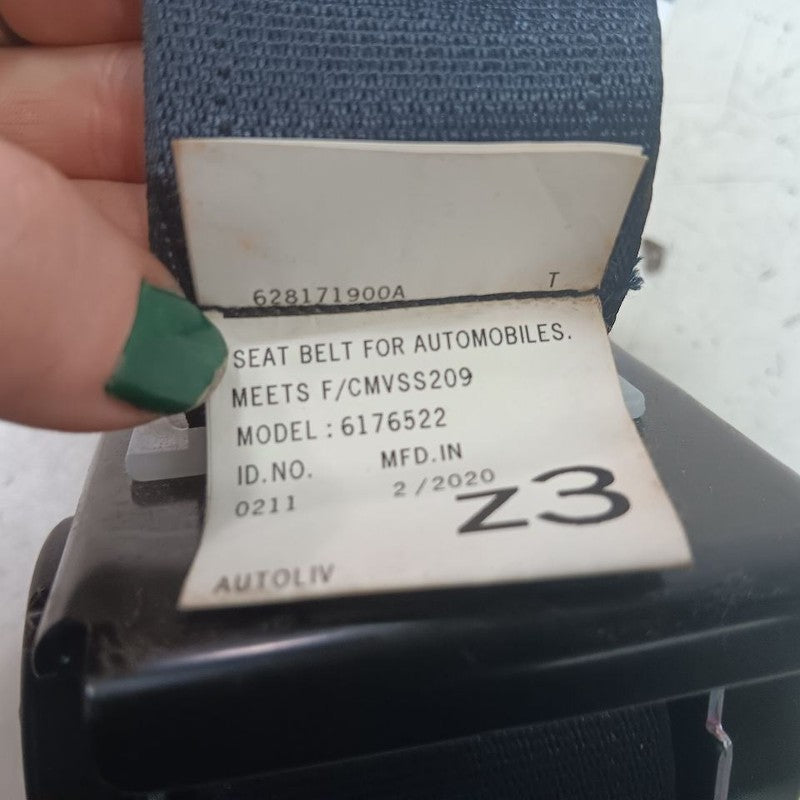 628171900A T
SEAT BELT FOR AUTOMOBILES.
MEETS F/CMVSS209
MODEL : 6176522
ID.NO. MFD.IN
0211 2/2020
z3
AUTOLIV